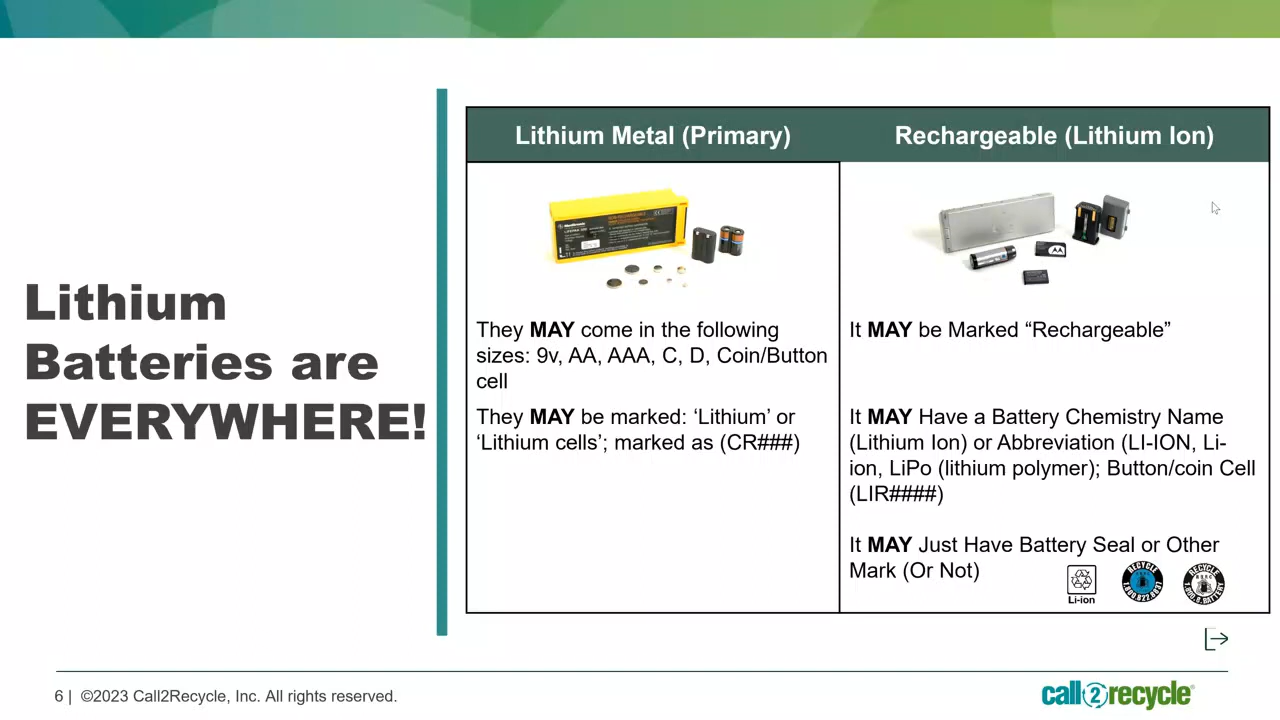 Lithium
Batteries are
EVERYWHERE!
Lithium Metal (Primary)
Rechargeable (Lithium Ion)
They MAY come in the following
sizes: 9v, AA, AAA, C, D, Coin/Button
cell
They MAY be marked: ‘Lithium’ or
‘Lithium cells’; marked as (CR###)
It MAY be Marked “Rechargeable”
It MAY Have a Battery Chemistry Name
(Lithium Ion) or Abbreviation (LI-ION, Li-
ion, LiPo (lithium polymer); Button/coin Cell
(LIR####)
It MAY Just Have Battery Seal or Other
Mark (Or Not)
Li-ion
RECYCLE
RECYCLE
6 | ©2023 Call2Recycle, Inc. All rights reserved.
call2recycle